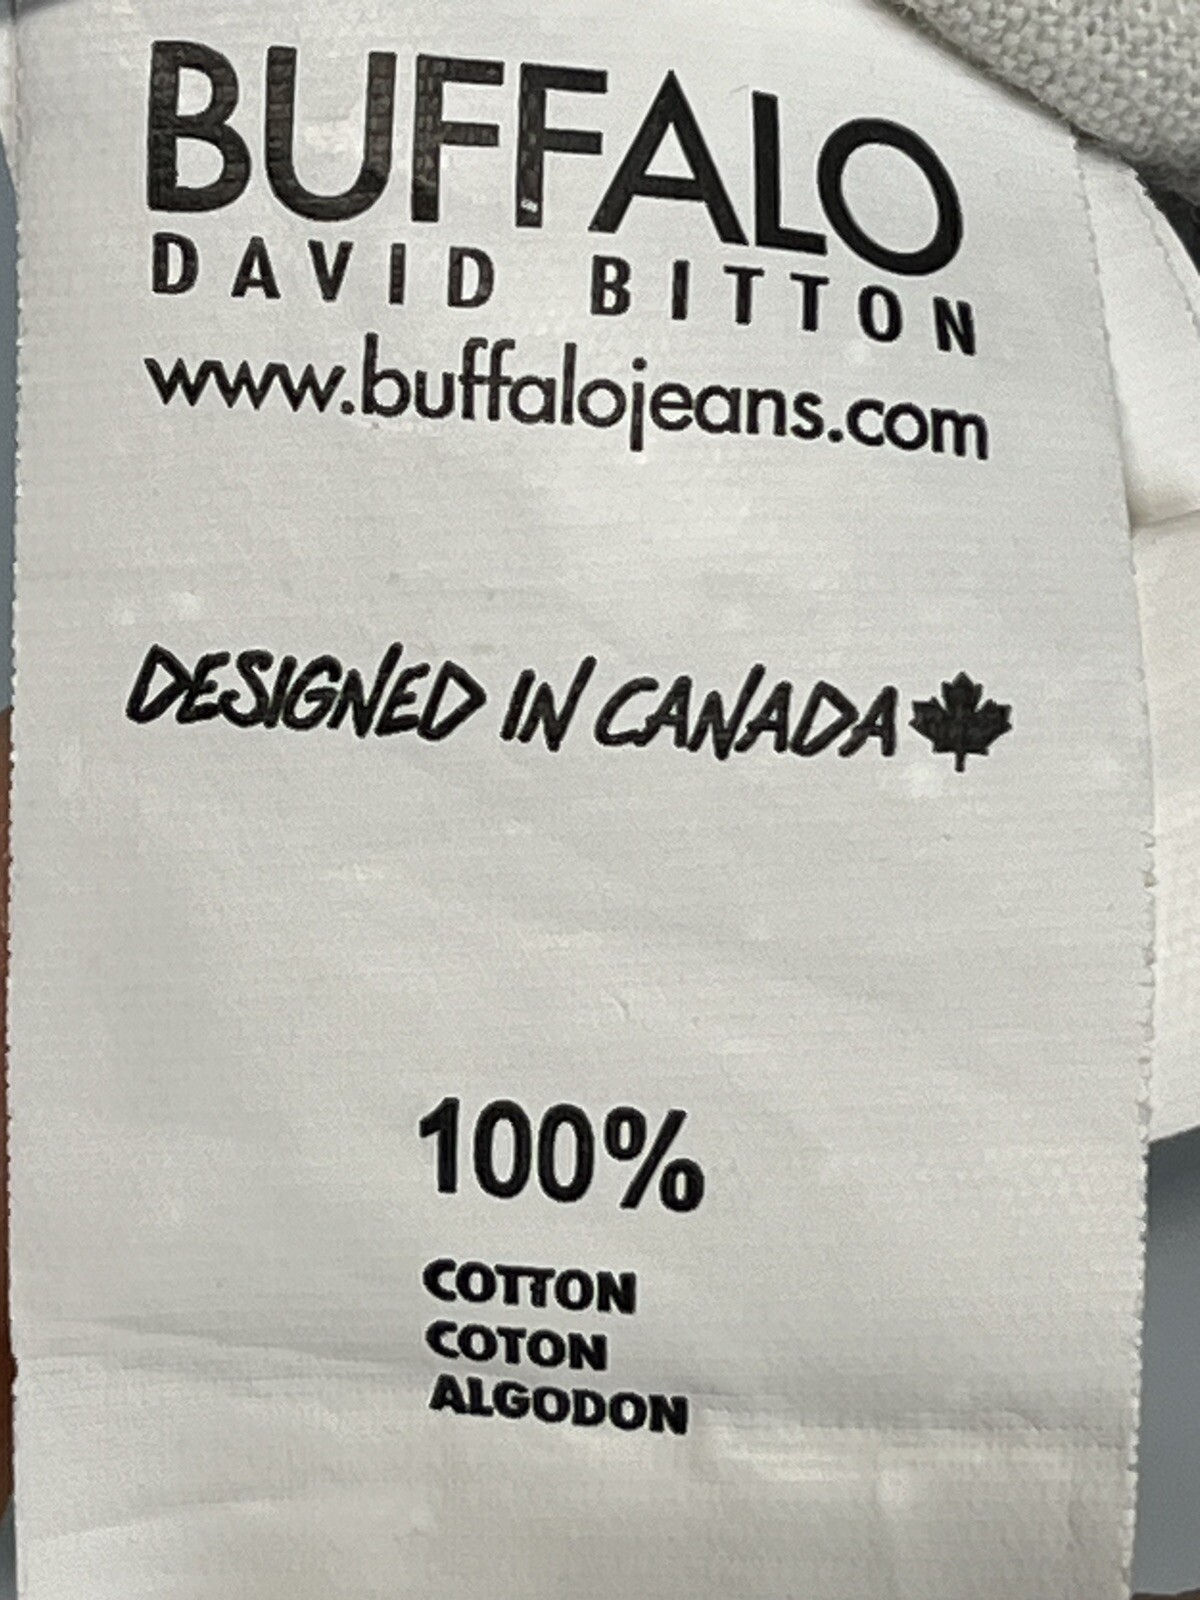 BUFFALO
DAVID BITTON
www.buffalojeans.com
DESIGNED IN CANADA
100%
COTTON
COTON
ALGODON